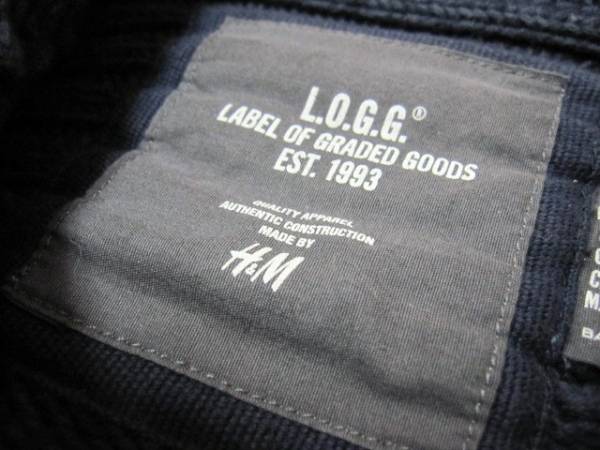 L.O.G.G.®
LABEL OF GRADED GOODS
EST. 1993
QUALITY APPAREL
AUTHENTIC CONSTRUCTION
MADE BY
H&M